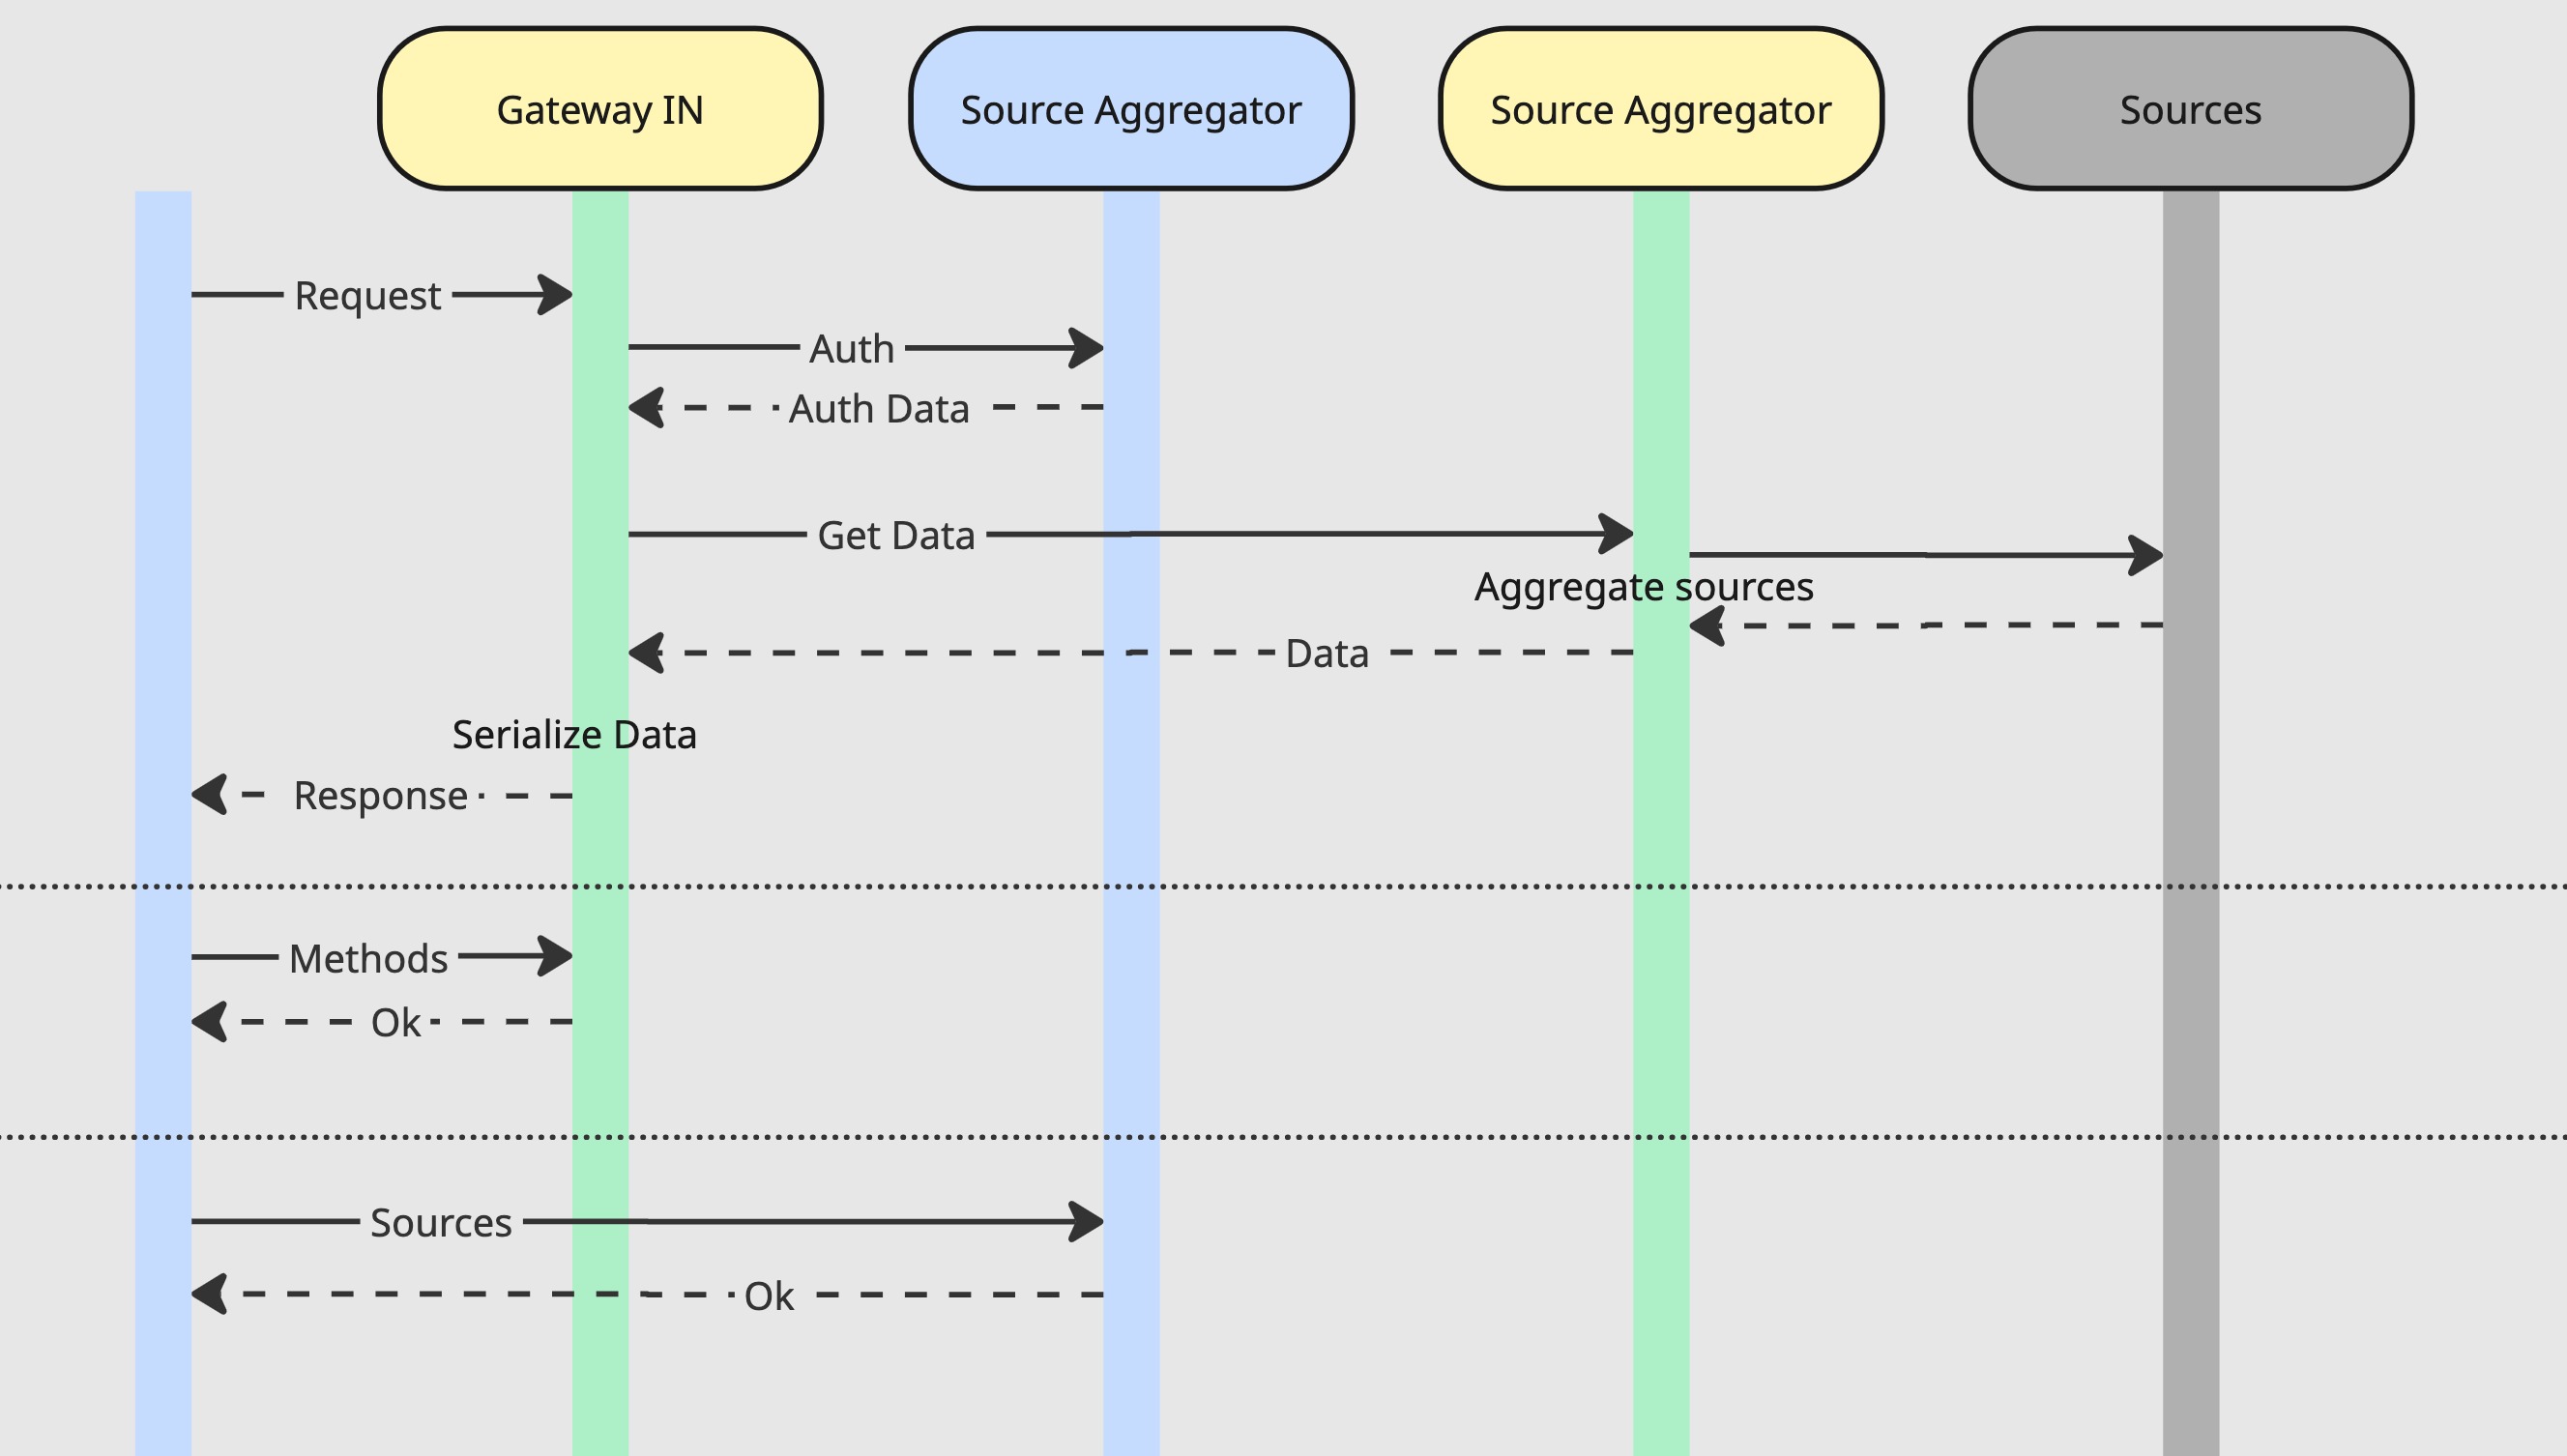 Gateway IN
Source Aggregator
Source Aggregator
Sources
Request
Auth
Auth Data
Get Data
Aggregate sources
Data
Serialize Data
Response
Methods
Ok
Sources
Ok